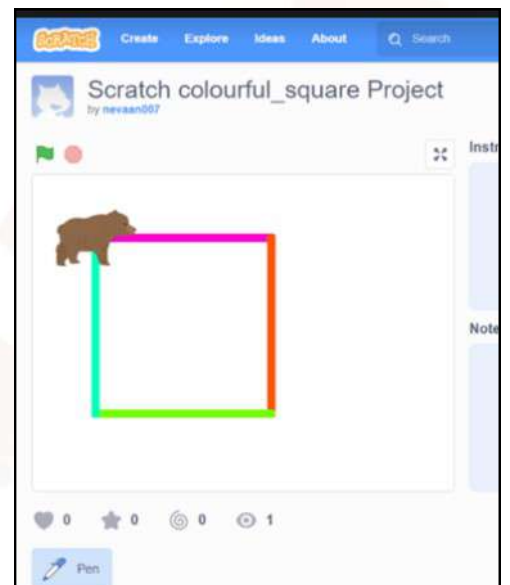 SCRATCH Create Explore Ideas About Search
Scratch colourful_square Project
by nevaan007
Instr
Note
0 0 0 1
Pen